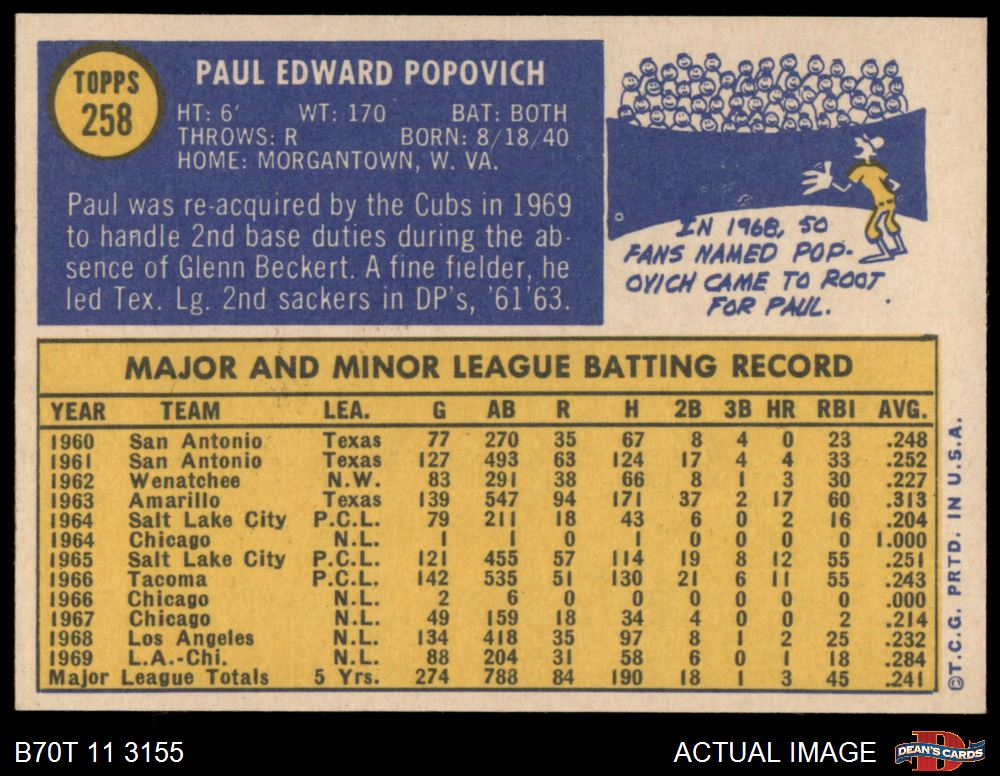 TOPPS
258
PAUL EDWARD POPOVICH
HT: 6' WT: 170 BAT: BOTH
THROWS: R BORN: 8/18/40
HOME: MORGANTOWN, W. VA.
Paul was re-acquired by the Cubs in 1969
to handle 2nd base duties during the ab-
sence of Glenn Beckert. A fine fielder, he
led Tex. Lg. 2nd sackers in DP's, '61'63.
IN 1968, 50
FANS NAMED POP-
OVICH CAME TO ROOT
FOR PAUL.
MAJOR AND MINOR LEAGUE BATTING RECORD
YEAR TEAM LEA. G AB R H 2B 3B HR RBI AVG.
1960 San Antonio Texas 77 270 35 67 8 4 0 23 .248
1961 San Antonio Texas 127 493 63 124 17 4 4 33 .252
1962 Wenatchee N.W. 83 291 38 66 8 1 3 30 .227
1963 Amarillo Texas 139 547 94 171 37 2 17 60 .313
1964 Salt Lake City P.C.L. 79 211 18 43 6 0 2 16 .204
1964 Chicago N.L. 1 1 0 1 0 0 0 0 1.000
1965 Salt Lake City P.C.L. 121 455 57 114 19 8 12 55 .251
1966 Tacoma P.C.L. 142 535 51 130 21 6 11 55 .243
1966 Chicago N.L. 2 6 0 0 0 0 0 0 .000
1967 Chicago N.L. 49 159 18 34 4 0 0 2 .214
1968 Los Angeles N.L. 134 418 35 97 8 1 2 25 .232
1969 L.A.-Chi. N.L. 88 204 31 58 6 0 1 18 .284
Major League Totals 5 Yrs. 274 788 84 190 18 1 3 45 .241
©T.C.G. PRTD. IN U.S.A.
B70T 11 3155
ACTUAL IMAGE
DEAN'S CARDS